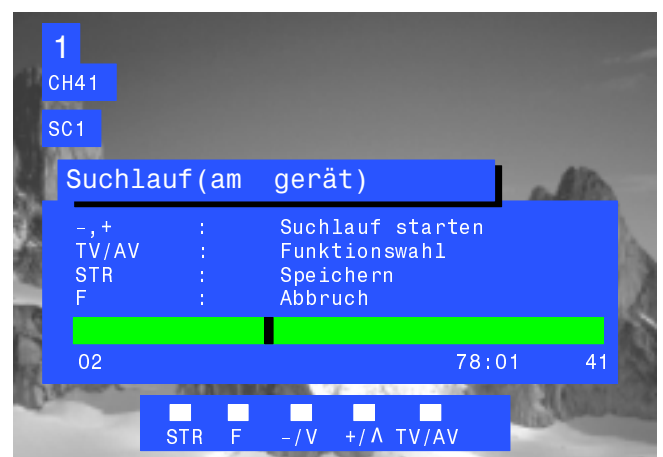 1
CH41
SC1
Suchlauf(am gerät)
-,+ : Suchlauf starten
TV/AV : Funktionswahl
STR : Speichern
F : Abbruch
02 78:01 41
STR F -/V +/Λ TV/AV